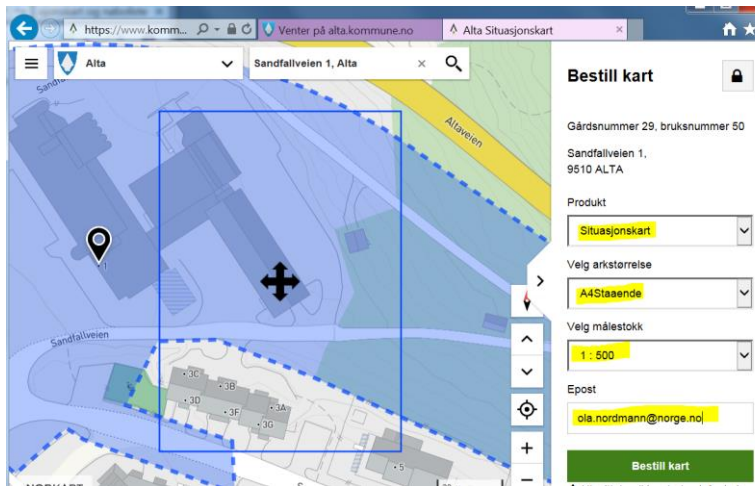 https://www.komm...
Venter på alta.kommune.no
Alta Situasjonskart
Alta
Sandfallveien 1, Alta
Bestill kart
Gårdsnummer 29, bruksnummer 50
Sandfallveien 1,
9510 ALTA
Produkt
Situasjonskart
Velg arkstørrelse
A4Staaende
Velg målestokk
1 : 500
Epost
ola.nordmann@norge.no
Bestill kart
Altaveien
1
Sandfallveien
3C
3B
3D
3A
3F
3G
5
NORKART